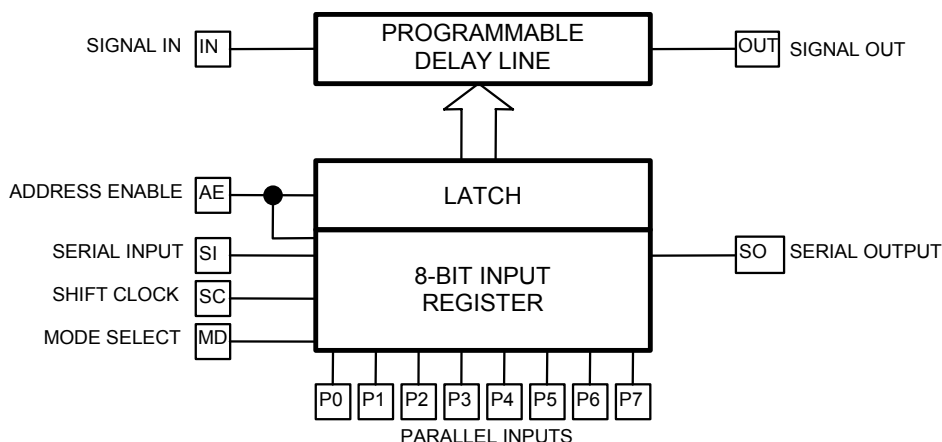 SIGNAL IN IN PROGRAMMABLE
DELAY LINE OUT SIGNAL OUT
ADDRESS ENABLE AE LATCH
SERIAL INPUT SI
SHIFT CLOCK SC
MODE SELECT MD
8-BIT INPUT
REGISTER
SO SERIAL OUTPUT
P0 P1 P2 P3 P4 P5 P6 P7
PARALLEL INPUTS